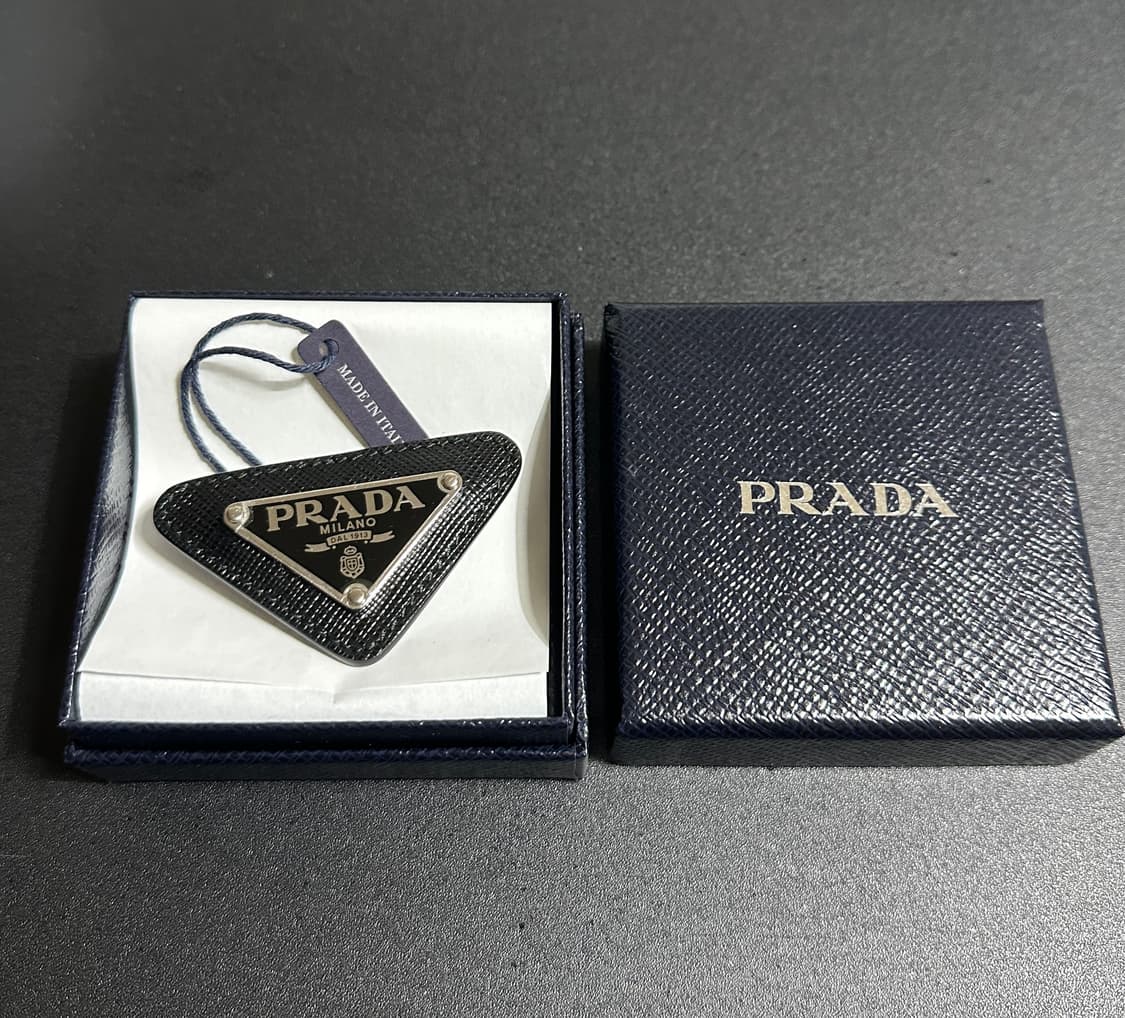 MADE IN ITAL
PRADA
MILANO
DAL 1913
PRADA